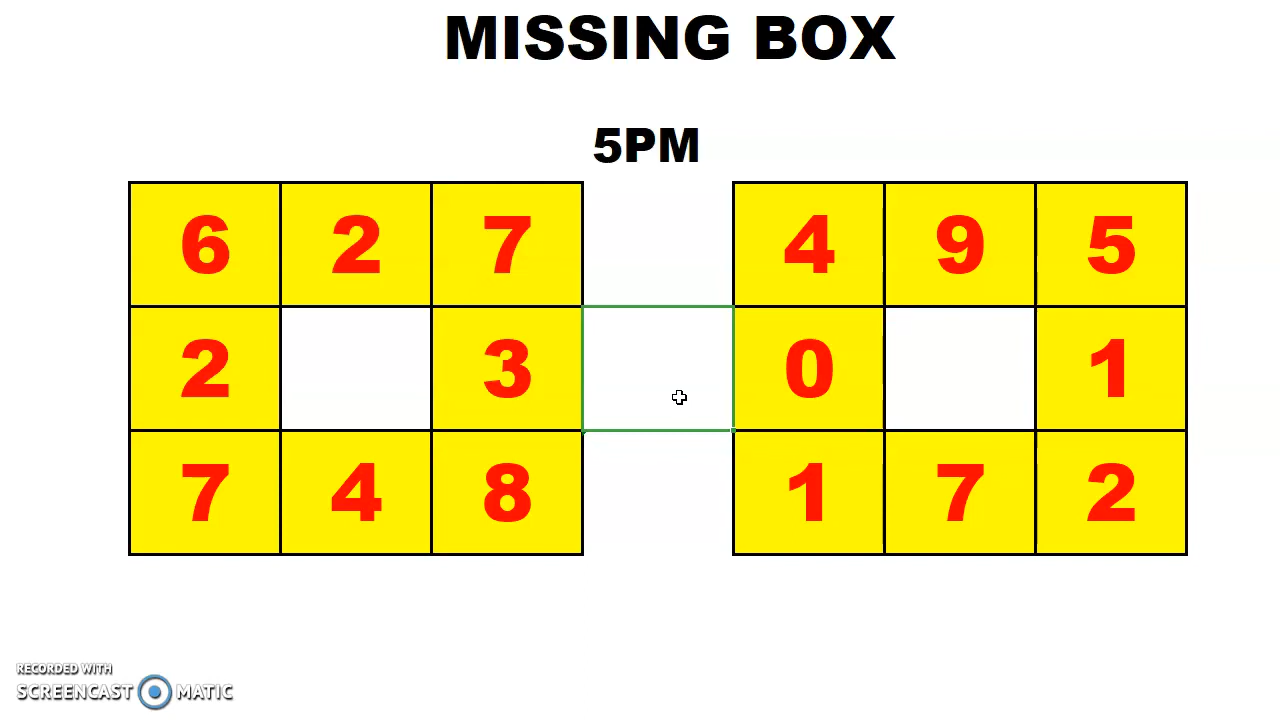 MISSING BOX
5PM
6 2 7 4 9 5
2 3 0 1
7 4 8 1 7 2
RECORDED WITH
SCREENCAST MATIC